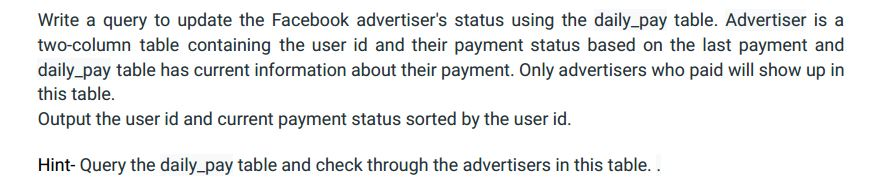 Write a query to update the Facebook advertiser's status using the daily_pay table. Advertiser is a
two-column table containing the user id and their payment status based on the last payment and
daily_pay table has current information about their payment. Only advertisers who paid will show up in
this table.
Output the user id and current payment status sorted by the user id.
Hint- Query the daily_pay table and check through the advertisers in this table. .